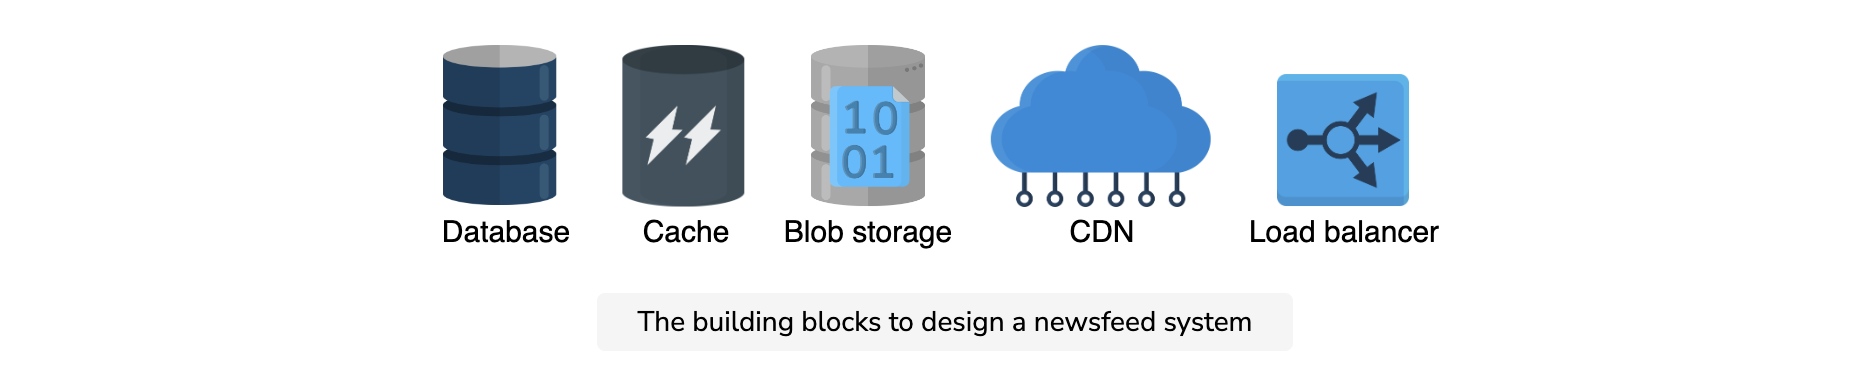 10
01
Database
Cache
Blob storage
CDN
Load balancer
The building blocks to design a newsfeed system